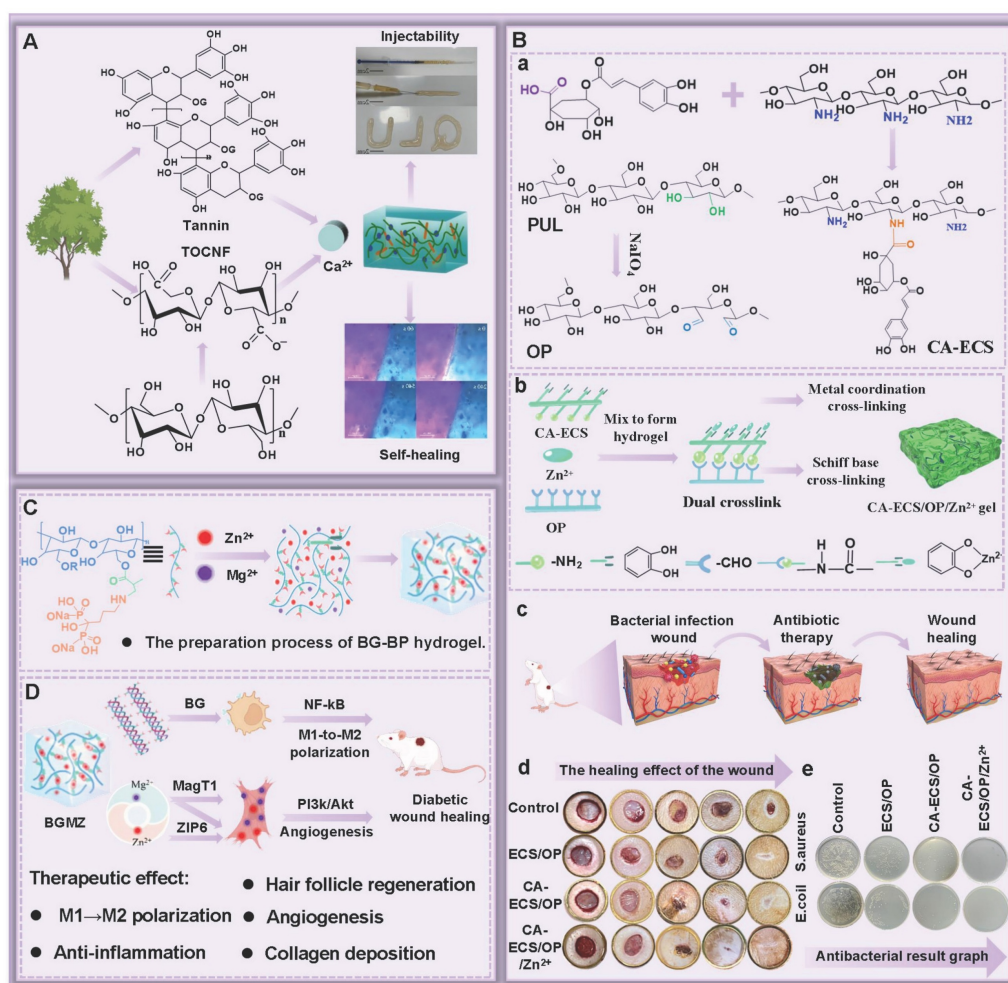 A
Injectability
Tannin
TOCNF
Ca²⁺
Self-healing
B
a
PUL
NaIO₄
OP
CA-ECS
b
CA-ECS
Zn²⁺
OP
Mix to form
hydrogel
Dual crosslink
Metal coordination
cross-linking
Schiff base
cross-linking
CA-ECS/OP/Zn²⁺ gel
-NH₂
-CHO
C
Zn²⁺
Mg²⁺
● The preparation process of BG-BP hydrogel.
c
Bacterial infection
wound
Antibiotic
therapy
Wound
healing
D
BGMZ
BG
NF-kB
M1-to-M2
polarization
Mg²⁻
Zn²⁺
MagT1
ZIP6
PI3k/Akt
Angiogenesis
Diabetic
wound healing
Therapeutic effect:
● M1→M2 polarization
● Anti-inflammation
● Hair follicle regeneration
● Angiogenesis
● Collagen deposition
d
The healing effect of the wound
Control
ECS/OP
CA-
ECS/OP
CA-
ECS/OP
/Zn²⁺
e
Control
ECS/OP
CA-ECS/OP
CA-
ECS/OP/Zn²⁺
S.aureus
E.coil
Antibacterial result graph